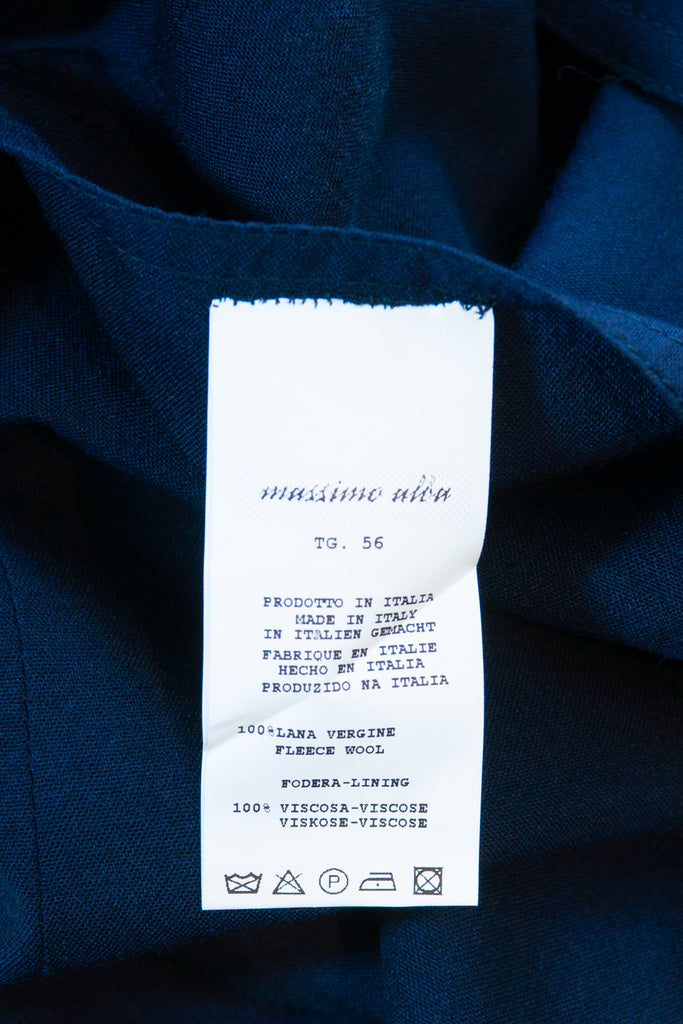 massimo alba
TG. 56
PRODOTTO IN ITALIA
MADE IN ITALY
IN ITALIEN GEMACHT
FABRIQUE EN ITALIE
HECHO EN ITALIA
PRODUZIDO NA ITALIA
100%LANA VERGINE
FLEECE WOOL
FODERA-LINING
100% VISCOSA-VISCOSE
VISKOSE-VISCOSE
P